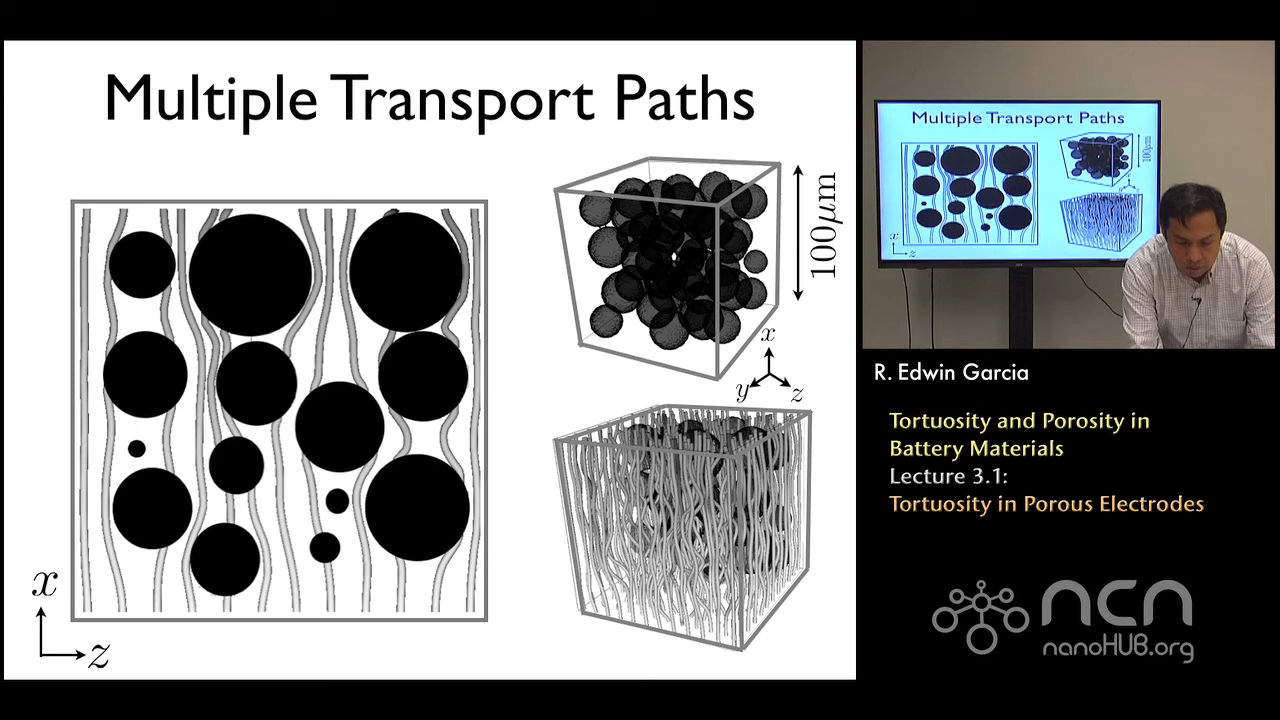 Multiple Transport Paths
100μm
x
y
z
x
z
Multiple Transport Paths
100μm
x
z
R. Edwin Garcia
Tortuosity and Porosity in
Battery Materials
Lecture 3.1:
Tortuosity in Porous Electrodes
ncn
nanoHUB.org